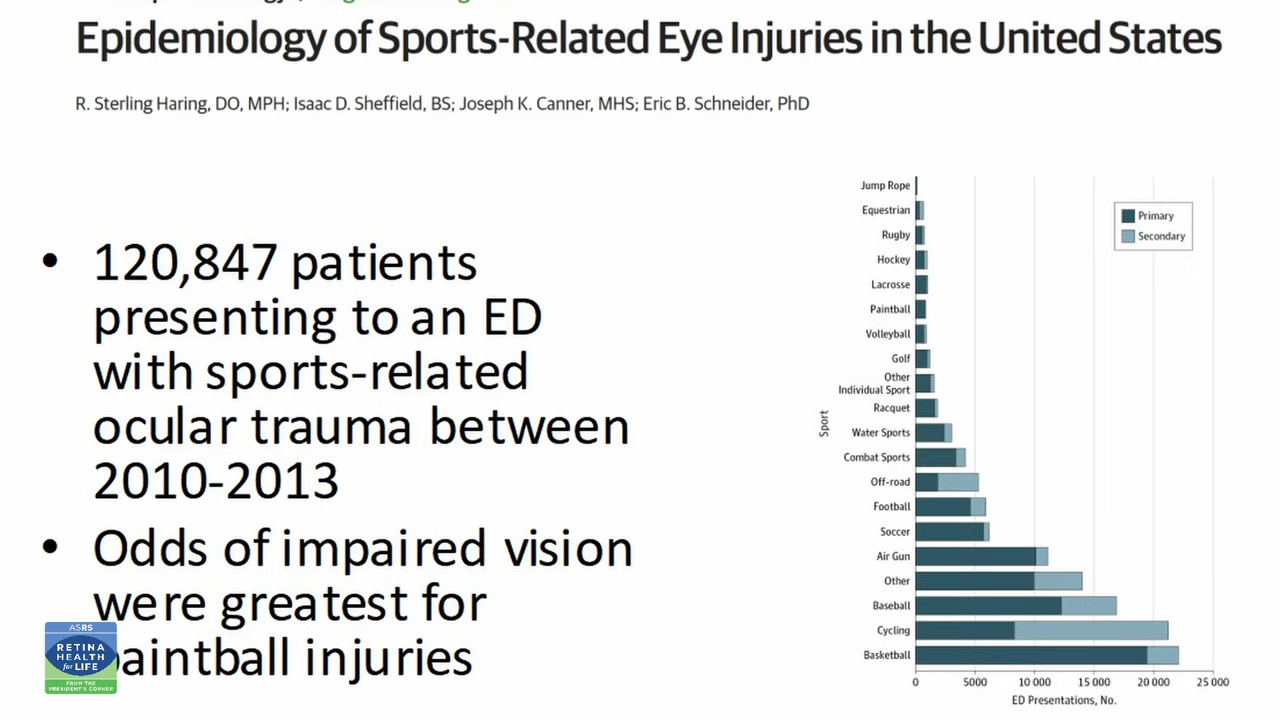 Epidemiology of Sports-Related Eye Injuries in the United States
R. Sterling Haring, DO, MPH; Isaac D. Sheffield, BS; Joseph K. Canner, MHS; Eric B. Schneider, PhD
• 120,847 patients
presenting to an ED
with sports-related
ocular trauma between
2010-2013
• Odds of impaired vision
were greatest for
paintball injuries
ASRS
RETINA
HEALTH
for LIFE
FROM THE
PRESIDENT'S CORNER
Jump Rope
Equestrian
Rugby
Hockey
Lacrosse
Paintball
Volleyball
Golf
Other
Individual Sport
Racquet
Water Sports
Combat Sports
Off-road
Football
Soccer
Air Gun
Other
Baseball
Cycling
Basketball
Sport
Primary
Secondary
0 5000 10 000 15 000 20 000 25 000
ED Presentations, No.